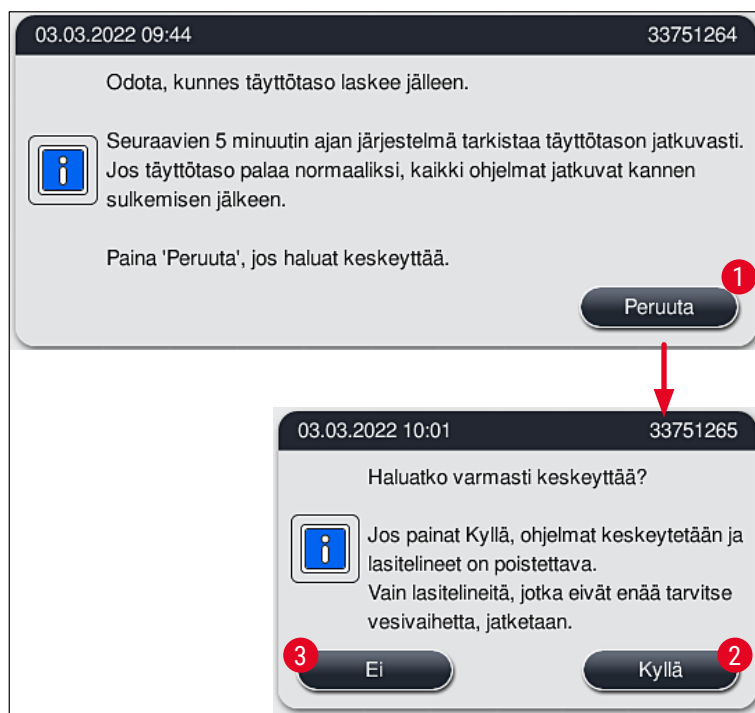 03.03.2022 09:44 33751264
Odota, kunnes täyttötaso laskee jälleen.
Seuraavien 5 minuutin ajan järjestelmä tarkistaa täyttötason jatkuvasti.
Jos täyttötaso palaa normaaliksi, kaikki ohjelmat jatkuvat kannen
sulkemisen jälkeen.
Paina 'Peruuta', jos haluat keskeyttää.
1
Peruuta
03.03.2022 10:01 33751265
Haluatko varmasti keskeyttää?
Jos painat Kyllä, ohjelmat keskeytetään ja
lasitelineet on poistettava.
Vain lasitelineitä, jotka eivät enää tarvitse
vesivaihetta, jatketaan.
3 Ei Kyllä 2